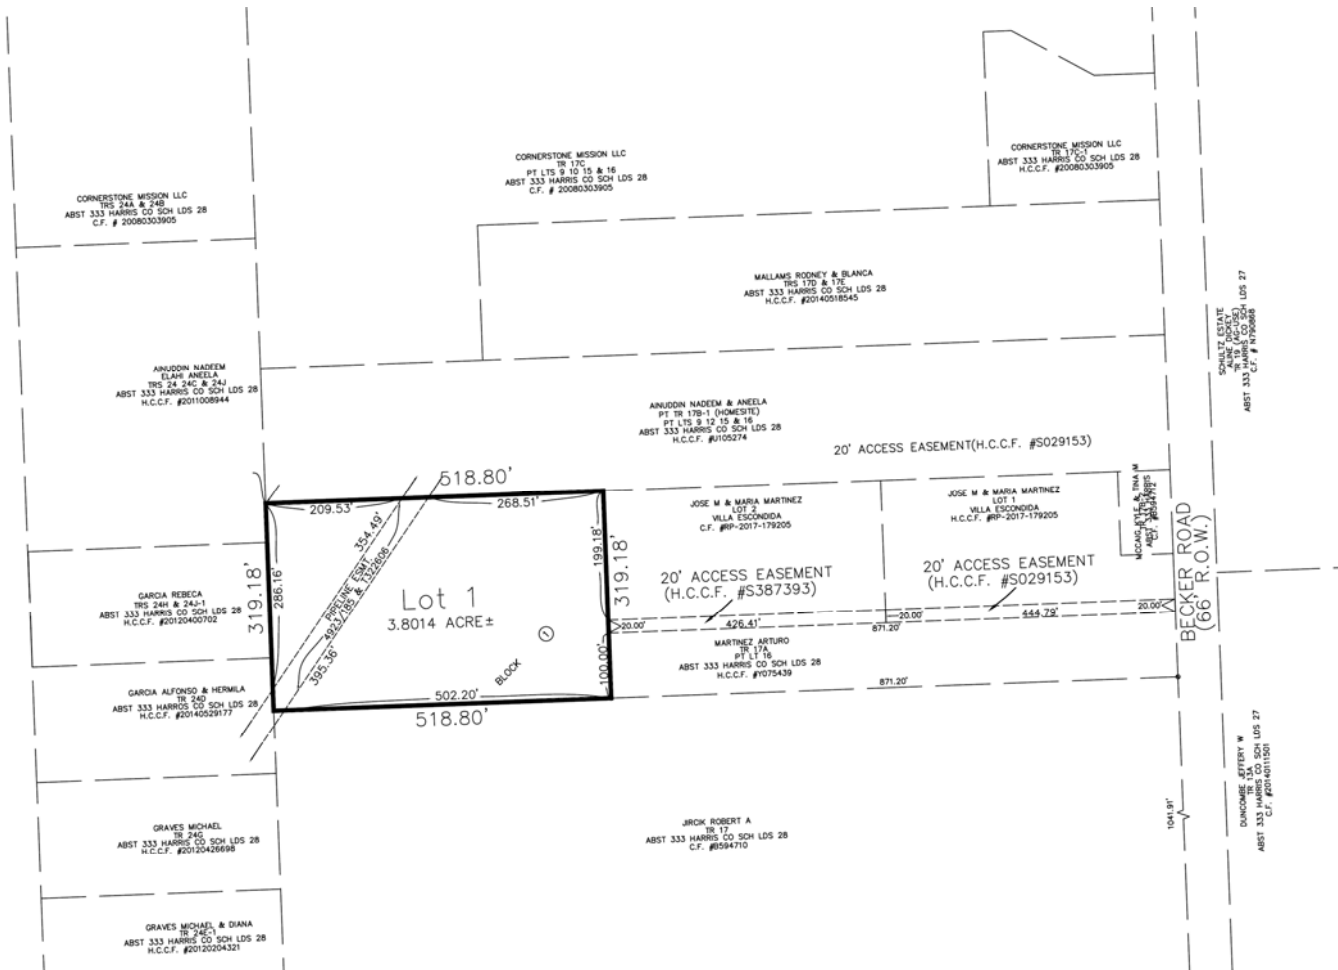 CORNERSTONE MISSION LLC
TR 17C
PT LTS 9 10 15 & 16
ABST 333 HARRIS CO SCH LDS 28
C.F. # 20080303905
CORNERSTONE MISSION LLC
TR 17C-1
ABST 333 HARRIS CO SCH LDS 28
H.C.C.F. #20080303905
CORNERSTONE MISSION LLC
TRS 24A & 24B
ABST 333 HARRIS CO SCH LDS 28
C.F. # 20080303905
MALLAMS RODNEY & BLANCA
TRS 17D & 17E
ABST 333 HARRIS CO SCH LDS 28
H.C.C.F. #20140518545
SCHULTZ ESTATE
ALINE DICKEY
TR 19 (AG-USE)
ABST 333 HARRIS CO SCH LDS 27
C.F. # N790868
AINUDDIN NADEEM
ELAHI ANEELA
TRS 24 24C & 24J
ABST 333 HARRIS CO SCH LDS 28
H.C.C.F. #2011008944
AINUDDIN NADEEM & ANEELA
PT TR 17B-1 (HOMESITE)
PT LTS 9 12 15 & 16
ABST 333 HARRIS CO SCH LDS 28
H.C.C.F. #U105274
20' ACCESS EASEMENT(H.C.C.F. #S029153)
518.80'
209.53'
268.51'
JOSE M & MARIA MARTINEZ
LOT 2
VILLA ESCONDIDA
C.F. #RP-2017-179205
JOSE M & MARIA MARTINEZ
LOT 1
VILLA ESCONDIDA
H.C.C.F. #RP-2017-179205
MCCAIG KYLE & TINA M
C.F. #B594712
BECKER ROAD
(66' R.O.W.)
354.49'
PIPELINE ESMT.
4923/185 & 1322606
395.36'
199.18'
319.18'
319.18'
286.16'
Lot 1
3.8014 ACRE±
1
BLOCK
100.00'
502.20'
518.80'
20' ACCESS EASEMENT
(H.C.C.F. #S387393)
20' ACCESS EASEMENT
(H.C.C.F. #S029153)
20.00'
426.41'
20.00'
444.79'
20.00'
871.20'
MARTINEZ ARTURO
TR 17A
PT LT 16
ABST 333 HARRIS CO SCH LDS 28
H.C.C.F. #Y075439
871.20'
GARCIA REBECA
TRS 24H & 24J-1
ABST 333 HARRIS CO SCH LDS 28
H.C.C.F. #20120400702
GARCIA ALFONSO & HERMILA
TR 24D
ABST 333 HARROS CO SCH LDS 28
H.C.C.F. #20140529177
GRAVES MICHAEL
TR 24G
ABST 333 HARRIS CO SCH LDS 28
H.C.C.F. #20120426698
GRAVES MICHAEL & DIANA
TR 24E-1
ABST 333 HARRIS CO SCH LDS 28
H.C.C.F. #20120204321
JIRCIK ROBERT A
TR 17
ABST 333 HARRIS CO SCH LDS 28
C.F. #B594710
1041.91'
DUNCOMBE JEFFERY W
TR 13A
ABST 333 HARRIS CO SCH LDS 27
C.F. #20140111501